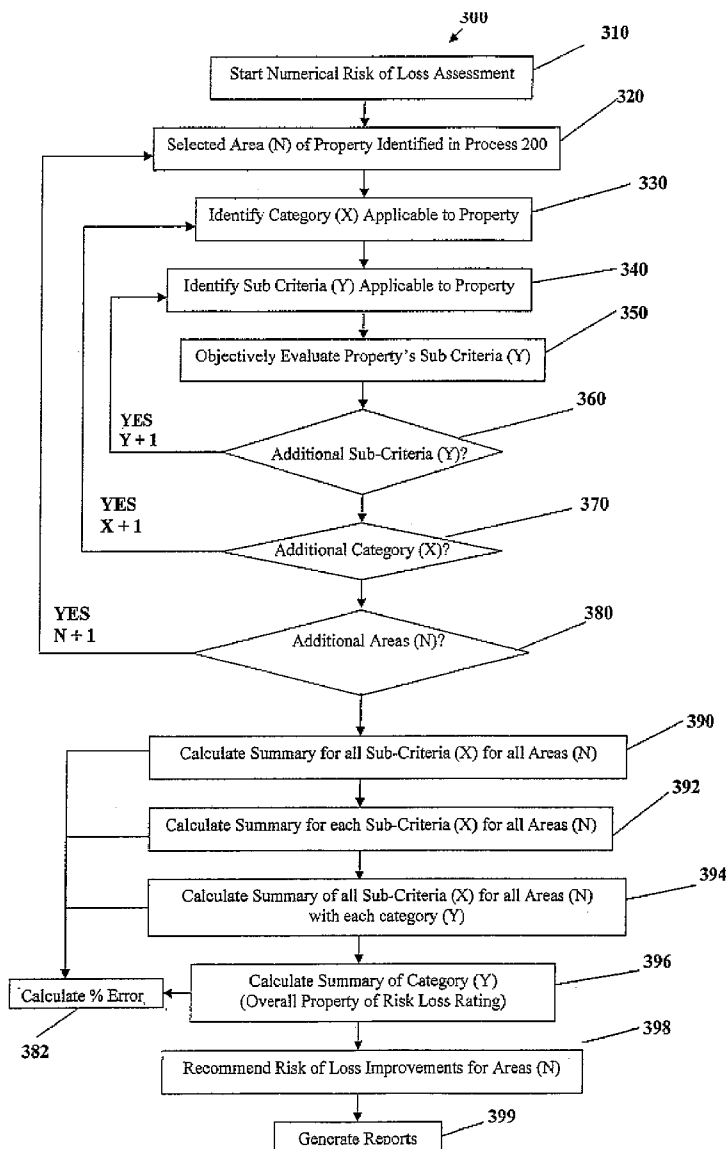 300
310
Start Numerical Risk of Loss Assessment
320
Selected Area (N) of Property Identified in Process 200
330
Identify Category (X) Applicable to Property
340
Identify Sub Criteria (Y) Applicable to Property
350
Objectively Evaluate Property's Sub Criteria (Y)
360
YES
Y + 1
Additional Sub-Criteria (Y)?
370
YES
X + 1
Additional Category (X)?
380
YES
N + 1
Additional Areas (N)?
390
Calculate Summary for all Sub-Criteria (X) for all Areas (N)
392
Calculate Summary for each Sub-Criteria (X) for all Areas (N)
394
Calculate Summary of all Sub-Criteria (X) for all Areas (N)
with each category (Y)
396
Calculate Summary of Category (Y)
(Overall Property of Risk Loss Rating)
Calculate % Error
382
398
Recommend Risk of Loss Improvements for Areas (N)
399
Generate Reports